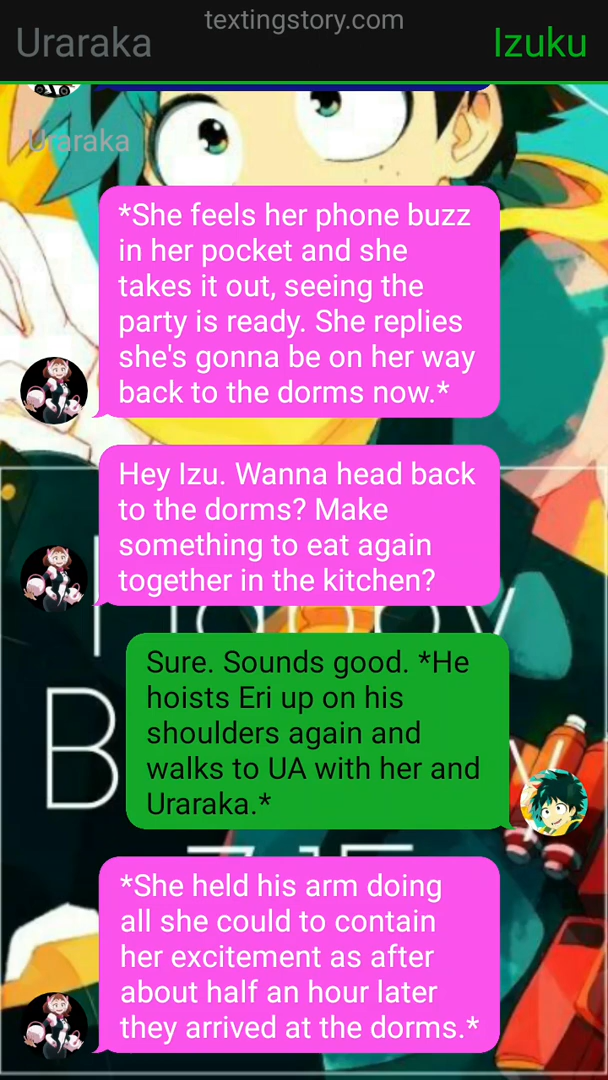 textingstory.com
Uraraka
Izuku
Uraraka
*She feels her phone buzz
in her pocket and she
takes it out, seeing the
party is ready. She replies
she's gonna be on her way
back to the dorms now.*
Hey Izu. Wanna head back
to the dorms? Make
something to eat again
together in the kitchen?
Sure. Sounds good. *He
hoists Eri up on his
shoulders again and
walks to UA with her and
Uraraka.*
*She held his arm doing
all she could to contain
her excitement as after
about half an hour later
they arrived at the dorms.*